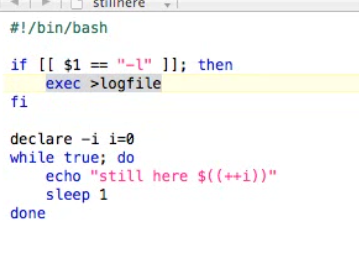 stillhere
#!/bin/bash
if [[ $1 == "-l" ]]; then
exec >logfile
fi
declare -i i=0
while true; do
echo "still here $((++i))"
sleep 1
done